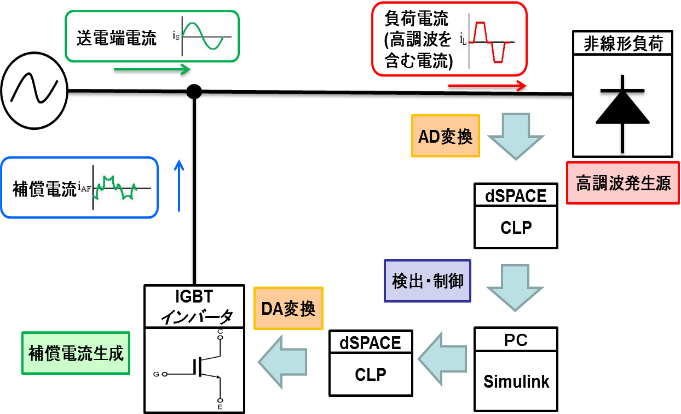 送電端電流
iS
負荷電流
(高調波を
含む電流)
iL
非線形負荷
AD変換
高調波発生源
補償電流
iAF
dSPACE
CLP
検出・制御
IGBT
インバータ
DA変換
補償電流生成
C
G
E
dSPACE
CLP
PC
Simulink